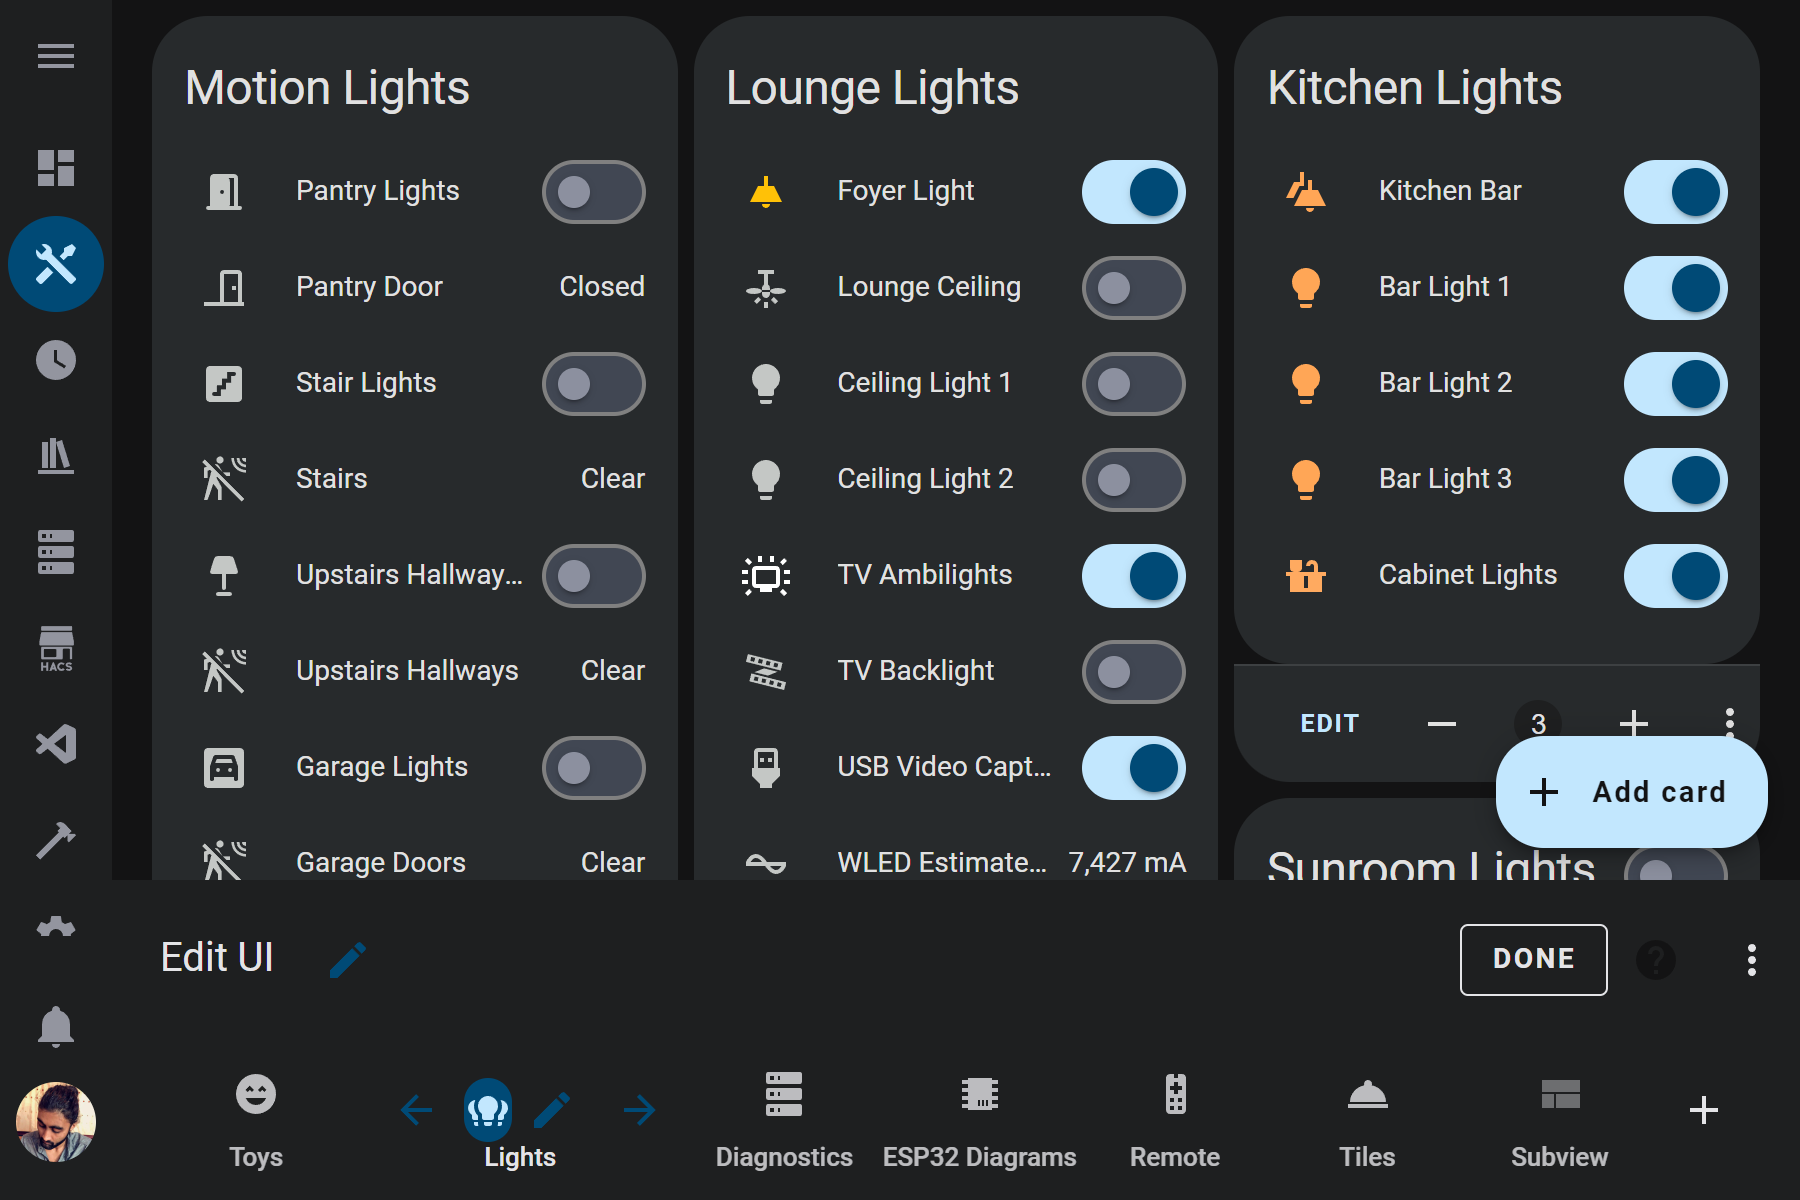 HACS
Motion Lights
Pantry Lights
Pantry Door Closed
Stair Lights
Stairs Clear
Upstairs Hallway...
Upstairs Hallways Clear
Garage Lights
Garage Doors Clear
Lounge Lights
Foyer Light
Lounge Ceiling
Ceiling Light 1
Ceiling Light 2
TV Ambilights
TV Backlight
USB Video Capt...
WLED Estimate... 7,427 mA
Kitchen Lights
Kitchen Bar
Bar Light 1
Bar Light 2
Bar Light 3
Cabinet Lights
EDIT 3
Add card
Sunroom Lights
Edit UI
DONE
Toys
Lights
Diagnostics
ESP32 Diagrams
Remote
Tiles
Subview